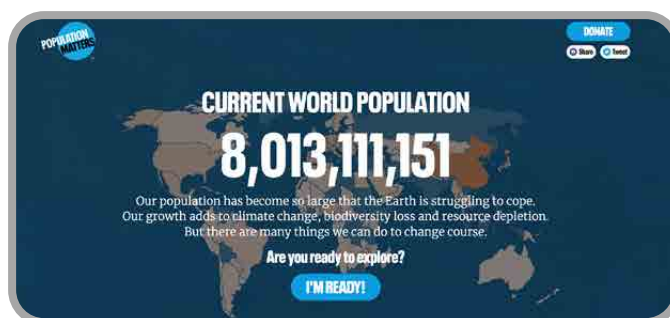 POPULATION
MATTERS
DONATE
Share Tweet
CURRENT WORLD POPULATION
8,013,111,151
Our population has become so large that the Earth is struggling to cope.
Our growth adds to climate change, biodiversity loss and resource depletion.
But there are many things we can do to change course.
Are you ready to explore?
I'M READY!